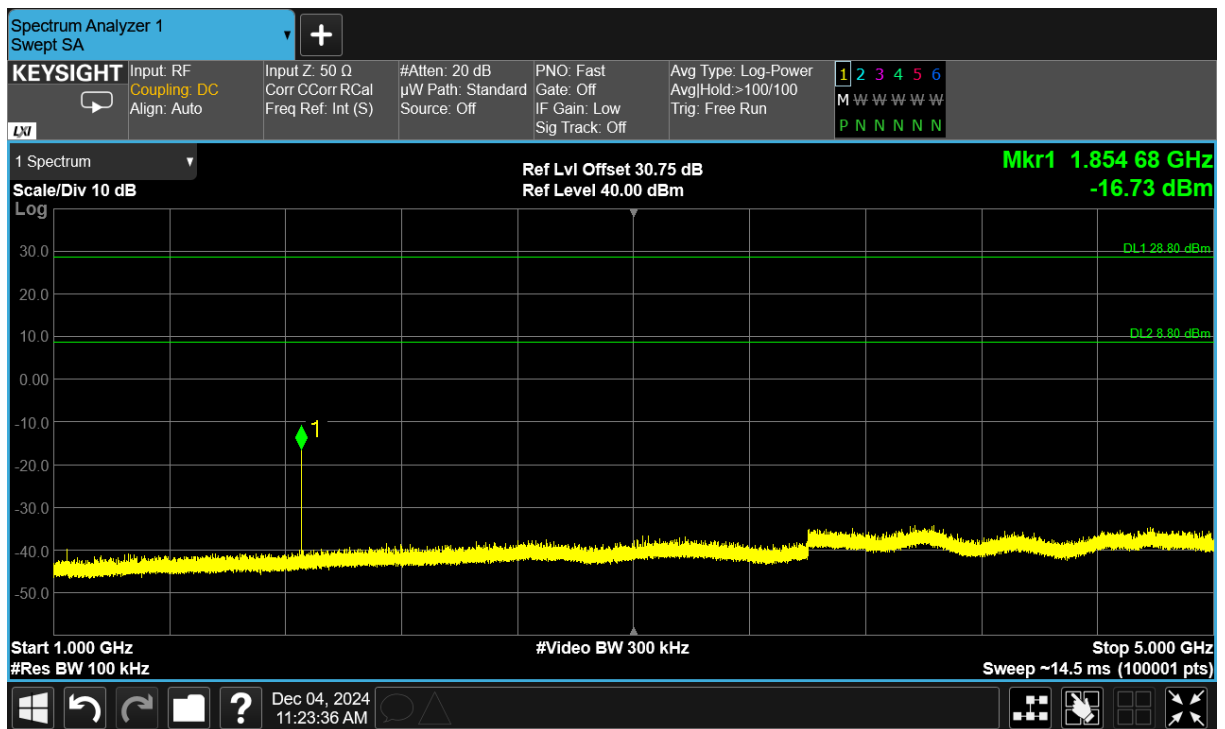 Spectrum Analyzer 1
Swept SA
KEYSIGHT
LXI
Input: RF
Coupling: DC
Align: Auto
Input Z: 50 Ω
Corr CCorr RCal
Freq Ref: Int (S)
#Atten: 20 dB
µW Path: Standard
Source: Off
PNO: Fast
Gate: Off
IF Gain: Low
Sig Track: Off
Avg Type: Log-Power
Avg|Hold:>100/100
Trig: Free Run
1 2 3 4 5 6
M W W W W W
P N N N N N
1 Spectrum
Scale/Div 10 dB
Log
Ref Lvl Offset 30.75 dB
Ref Level 40.00 dBm
Mkr1 1.854 68 GHz
-16.73 dBm
30.0
DL1 28.80 dBm
20.0
10.0
DL2 8.80 dBm
0.00
-10.0
1
-20.0
-30.0
-40.0
-50.0
Start 1.000 GHz
#Res BW 100 kHz
#Video BW 300 kHz
Stop 5.000 GHz
Sweep ~14.5 ms (100001 pts)
?
Dec 04, 2024
11:23:36 AM